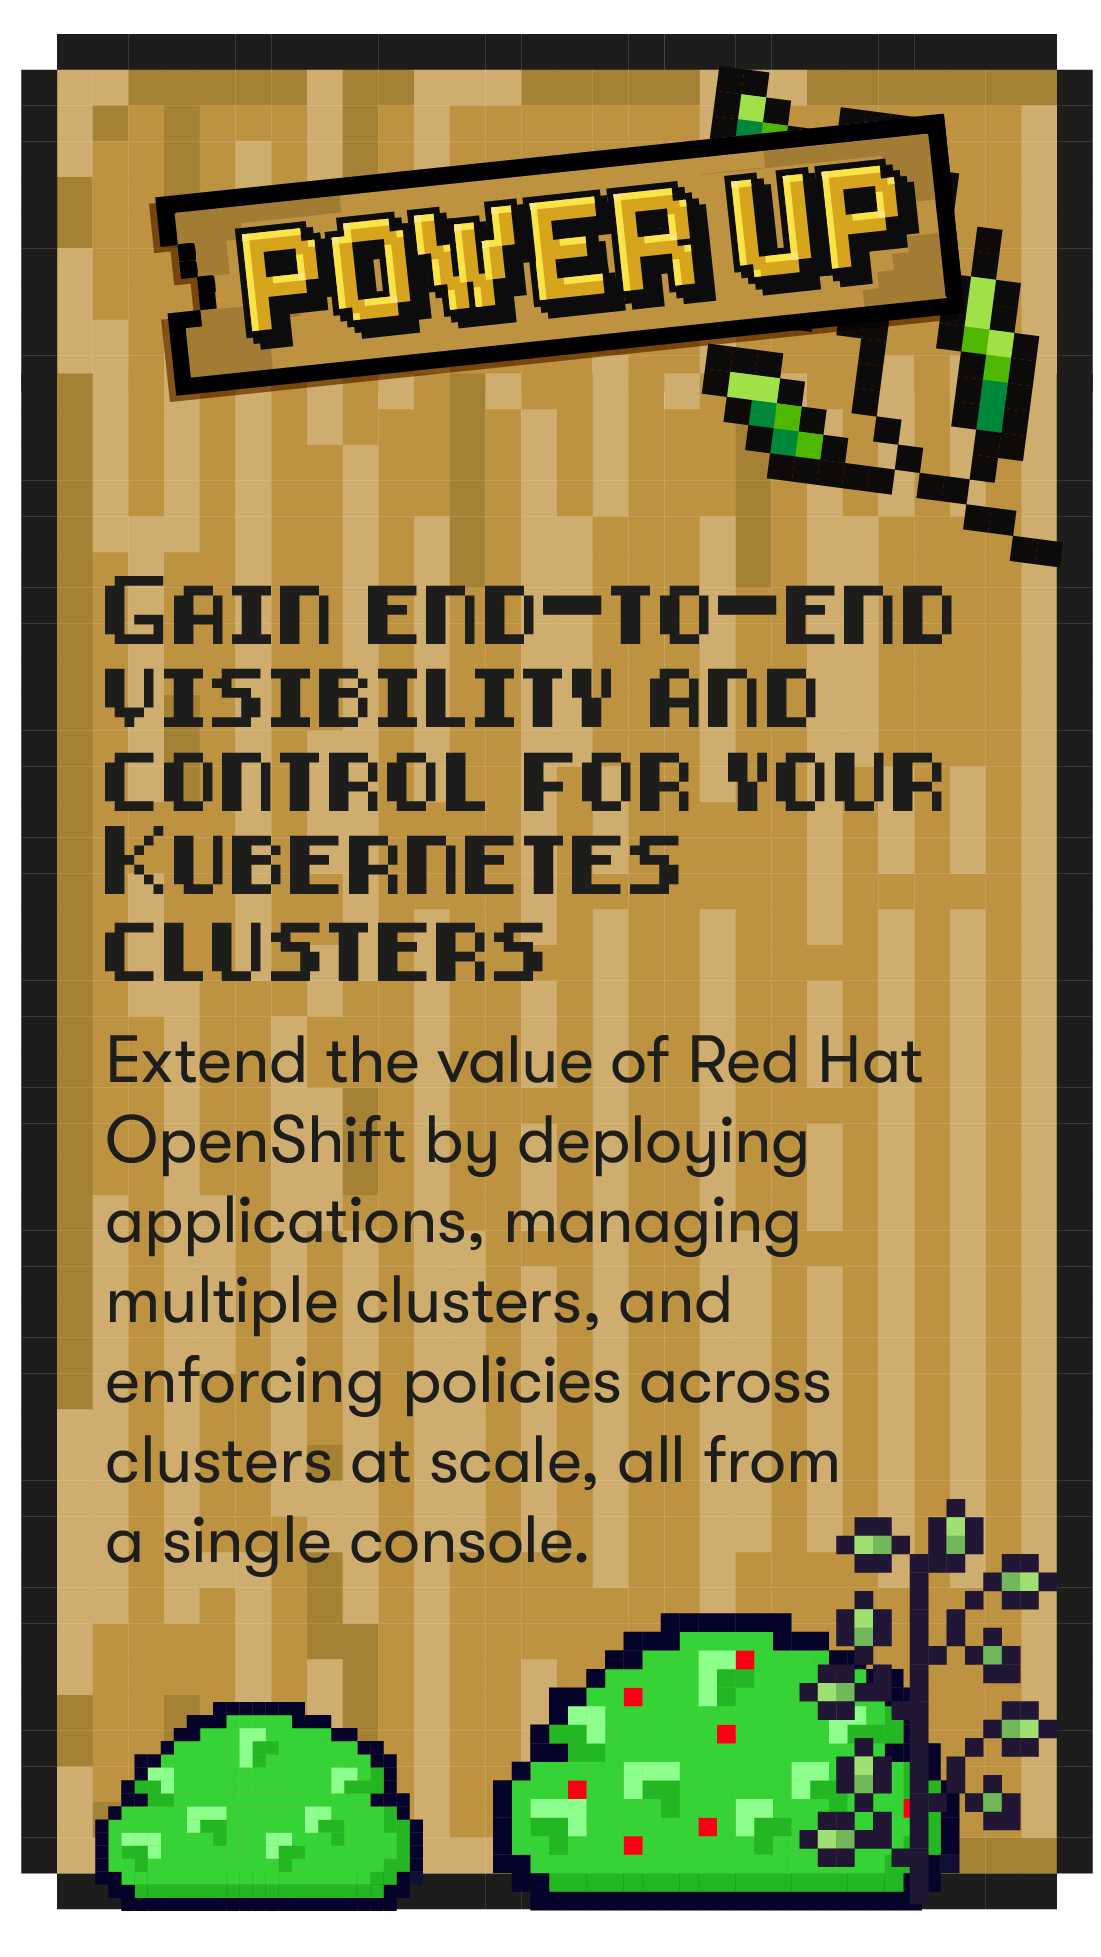 POWER UP
Gain end-to-end
visibility and
control for your
Kubernetes
clusters
Extend the value of Red Hat
OpenShift by deploying
applications, managing
multiple clusters, and
enforcing policies across
clusters at scale, all from
a single console.